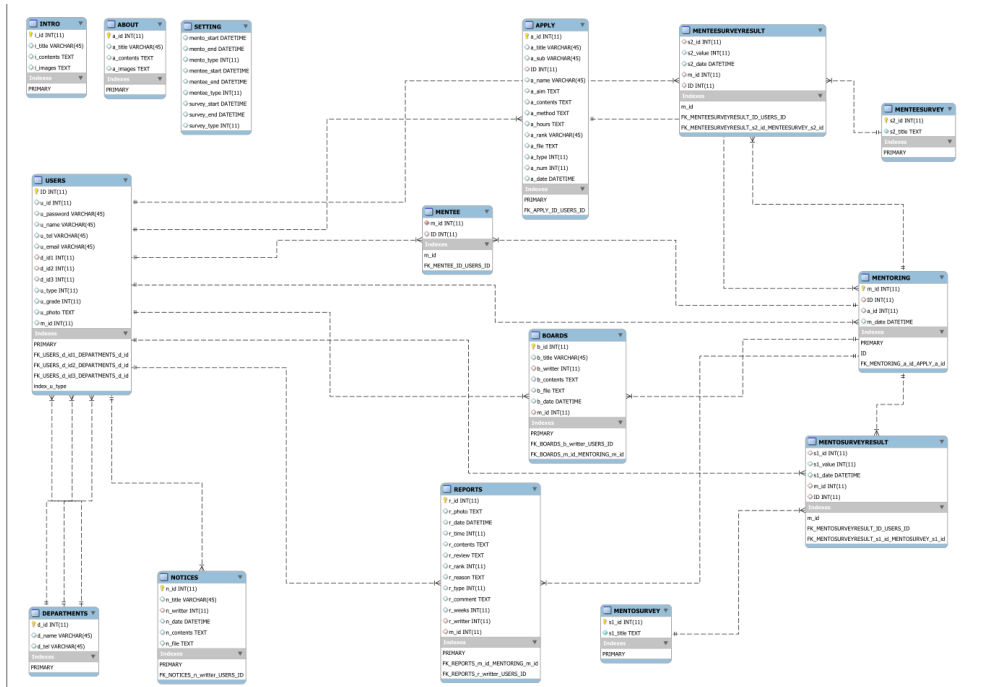 INTRO
i_id INT(11)
i_title VARCHAR(45)
i_contents TEXT
i_images TEXT
Indexes
PRIMARY
ABOUT
a_id INT(11)
a_title VARCHAR(45)
a_contents TEXT
a_images TEXT
Indexes
PRIMARY
SETTING
mento_start DATETIME
mento_end DATETIME
mento_type INT(11)
mentee_start DATETIME
mentee_end DATETIME
mentee_type INT(11)
survey_start DATETIME
survey_end DATETIME
survey_type INT(11)
APPLY
a_id INT(11)
a_title VARCHAR(45)
a_sub VARCHAR(45)
ID INT(11)
a_name VARCHAR(45)
a_aim TEXT
a_contents TEXT
a_method TEXT
a_hours TEXT
a_rank VARCHAR(45)
a_file TEXT
a_type INT(11)
a_num INT(11)
a_date DATETIME
Indexes
PRIMARY
FK_APPLY_ID_USERS_ID
MENTEESURVEYRESULT
s2_id INT(11)
s2_value INT(11)
s2_date DATETIME
m_id INT(11)
ID INT(11)
Indexes
m_id
FK_MENTEESURVEYRESULT_ID_USERS_ID
FK_MENTEESURVEYRESULT_s2_id_MENTEESURVEY_s2_id
MENTEESURVEY
s2_id INT(11)
s2_title TEXT
Indexes
PRIMARY
USERS
ID INT(11)
u_id INT(11)
u_password VARCHAR(45)
u_name VARCHAR(45)
u_tel VARCHAR(45)
u_email VARCHAR(45)
d_id1 INT(11)
d_id2 INT(11)
d_id3 INT(11)
u_type INT(11)
u_grade INT(11)
u_photo TEXT
m_id INT(11)
Indexes
PRIMARY
FK_USERS_d_id1_DEPARTMENTS_d_id
FK_USERS_d_id2_DEPARTMENTS_d_id
FK_USERS_d_id3_DEPARTMENTS_d_id
index_u_type
MENTEE
m_id INT(11)
ID INT(11)
Indexes
m_id
FK_MENTEE_ID_USERS_ID
MENTORING
m_id INT(11)
ID INT(11)
a_id INT(11)
m_date DATETIME
Indexes
PRIMARY
ID
FK_MENTORING_a_id_APPLY_a_id
BOARDS
b_id INT(11)
b_title VARCHAR(45)
b_writter INT(11)
b_contents TEXT
b_file TEXT
b_date DATETIME
m_id INT(11)
Indexes
PRIMARY
FK_BOARDS_b_writter_USERS_ID
FK_BOARDS_m_id_MENTORING_m_id
MENTOSURVEYRESULT
s1_id INT(11)
s1_value INT(11)
s1_date DATETIME
m_id INT(11)
ID INT(11)
Indexes
m_id
FK_MENTOSURVEYRESULT_ID_USERS_ID
FK_MENTOSURVEYRESULT_s1_id_MENTOSURVEY_s1_id
REPORTS
r_id INT(11)
r_photo TEXT
r_date DATETIME
r_time INT(11)
r_contents TEXT
r_review TEXT
r_rank INT(11)
r_reason TEXT
r_type INT(11)
r_comment TEXT
r_weeks INT(11)
r_writter INT(11)
m_id INT(11)
Indexes
PRIMARY
FK_REPORTS_m_id_MENTORING_m_id
FK_REPORTS_r_writter_USERS_ID
NOTICES
n_id INT(11)
n_title VARCHAR(45)
n_writter INT(11)
n_date DATETIME
n_contents TEXT
n_file TEXT
Indexes
PRIMARY
FK_NOTICES_n_writter_USERS_ID
DEPARTMENTS
d_id INT(11)
d_name VARCHAR(45)
d_tel VARCHAR(45)
Indexes
PRIMARY
MENTOSURVEY
s1_id INT(11)
s1_title TEXT
Indexes
PRIMARY